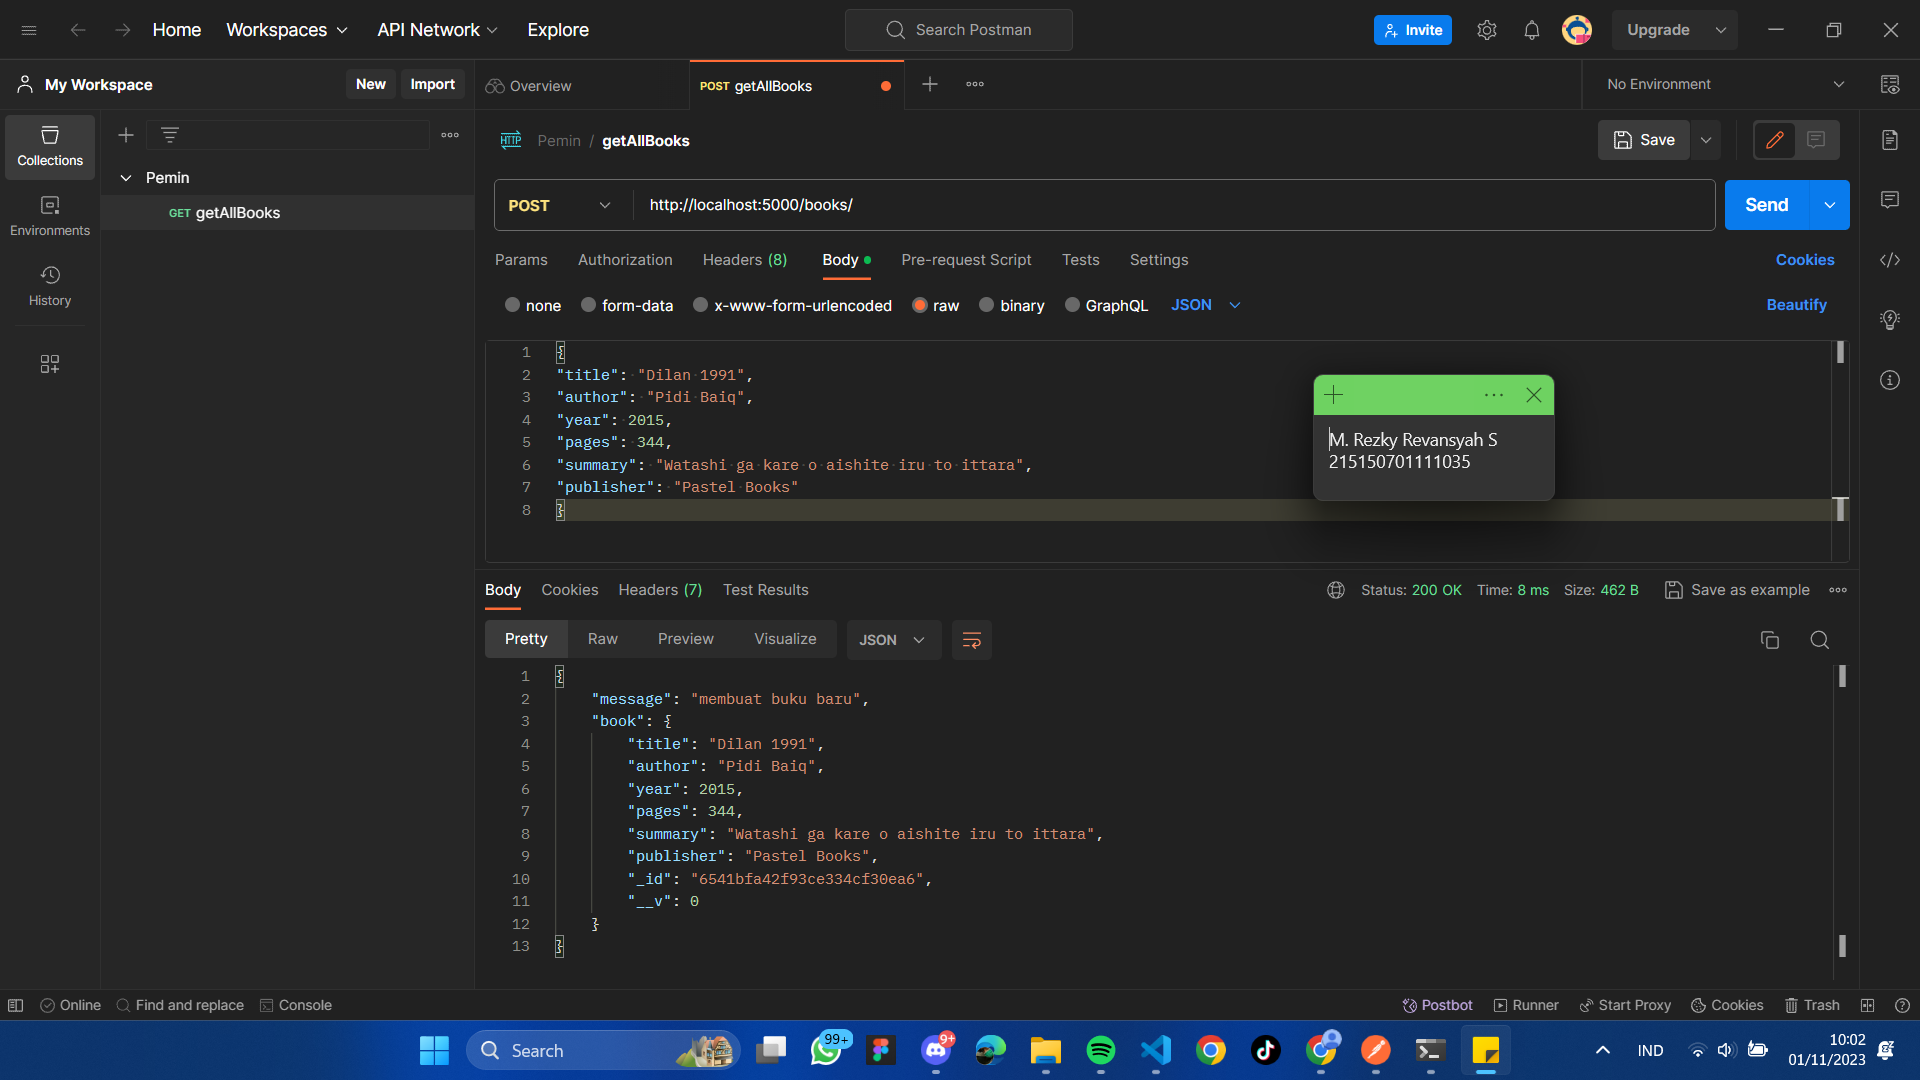 Home Workspaces API Network Explore Search Postman Invite Upgrade
My Workspace New Import Overview POST getAllBooks No Environment
Collections
Environments
History
Pemin
GET getAllBooks
HTTP Pemin / getAllBooks Save
POST http://localhost:5000/books/ Send
Params Authorization Headers (8) Body Pre-request Script Tests Settings Cookies
none form-data x-www-form-urlencoded raw binary GraphQL JSON Beautify
1 {
2 "title": "Dilan 1991",
3 "author": "Pidi Baiq",
4 "year": 2015,
5 "pages": 344,
6 "summary": "Watashi ga kare o aishite iru to ittara",
7 "publisher": "Pastel Books"
8 }
M. Rezky Revansyah S
215150701111035
Body Cookies Headers (7) Test Results Status: 200 OK Time: 8 ms Size: 462 B Save as example
Pretty Raw Preview Visualize JSON
1 {
2 "message": "membuat buku baru",
3 "book": {
4 "title": "Dilan 1991",
5 "author": "Pidi Baiq",
6 "year": 2015,
7 "pages": 344,
8 "summary": "Watashi ga kare o aishite iru to ittara",
9 "publisher": "Pastel Books",
10 "_id": "6541bfa42f93ce334cf30ea6",
11 "__v": 0
12 }
13 }
Online Find and replace Console Postbot Runner Start Proxy Cookies Trash
Search 99+ 9+ IND 10:02
01/11/2023